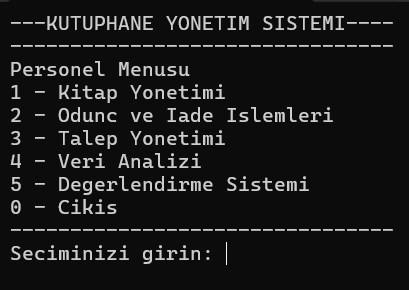 ---KUTUPHANE YONETIM SISTEMI----
--------------------------------
Personel Menusu
1 - Kitap Yonetimi
2 - Odunc ve Iade Islemleri
3 - Talep Yonetimi
4 - Veri Analizi
5 - Degerlendirme Sistemi
0 - Cikis
--------------------------------
Seciminizi girin: